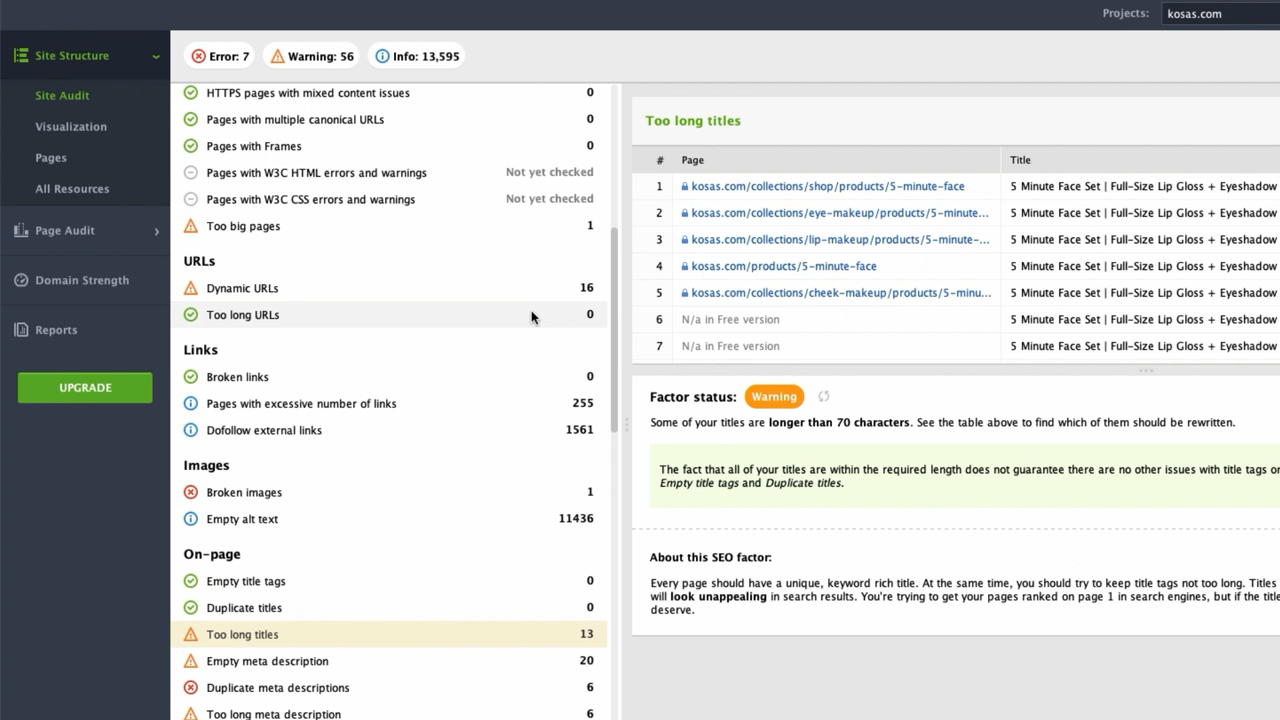 Projects: kosas.com
Site Structure
Site Audit
Visualization
Pages
All Resources
Page Audit
Domain Strength
Reports
UPGRADE
Error: 7
Warning: 56
Info: 13,595
HTTPS pages with mixed content issues 0
Pages with multiple canonical URLs 0
Pages with Frames 0
Pages with W3C HTML errors and warnings Not yet checked
Pages with W3C CSS errors and warnings Not yet checked
Too big pages 1
URLs
Dynamic URLs 16
Too long URLs 0
Links
Broken links 0
Pages with excessive number of links 255
Dofollow external links 1561
Images
Broken images 1
Empty alt text 11436
On-page
Empty title tags 0
Duplicate titles 0
Too long titles 13
Empty meta description 20
Duplicate meta descriptions 6
Too long meta description 6
Too long titles
# Page Title
1 kosas.com/collections/shop/products/5-minute-face 5 Minute Face Set | Full-Size Lip Gloss + Eyeshadow
2 kosas.com/collections/eye-makeup/products/5-minute... 5 Minute Face Set | Full-Size Lip Gloss + Eyeshadow
3 kosas.com/collections/lip-makeup/products/5-minute-... 5 Minute Face Set | Full-Size Lip Gloss + Eyeshadow
4 kosas.com/products/5-minute-face 5 Minute Face Set | Full-Size Lip Gloss + Eyeshadow
5 kosas.com/collections/cheek-makeup/products/5-minu... 5 Minute Face Set | Full-Size Lip Gloss + Eyeshadow
6 N/a in Free version 5 Minute Face Set | Full-Size Lip Gloss + Eyeshadow
7 N/a in Free version 5 Minute Face Set | Full-Size Lip Gloss + Eyeshadow
Factor status: Warning
Some of your titles are longer than 70 characters. See the table above to find which of them should be rewritten.
The fact that all of your titles are within the required length does not guarantee there are no other issues with title tags or
Empty title tags and Duplicate titles.
About this SEO factor:
Every page should have a unique, keyword rich title. At the same time, you should try to keep title tags not too long. Titles
will look unappealing in search results. You're trying to get your pages ranked on page 1 in search engines, but if the title
deserve.